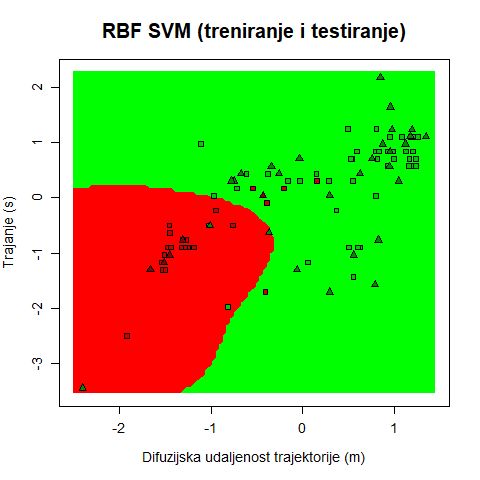 RBF SVM (treniranje i testiranje)
2
1
0
-1
-2
-3
Trajanje (s)
-2 -1 0 1
Difuzijska udaljenost trajektorije (m)